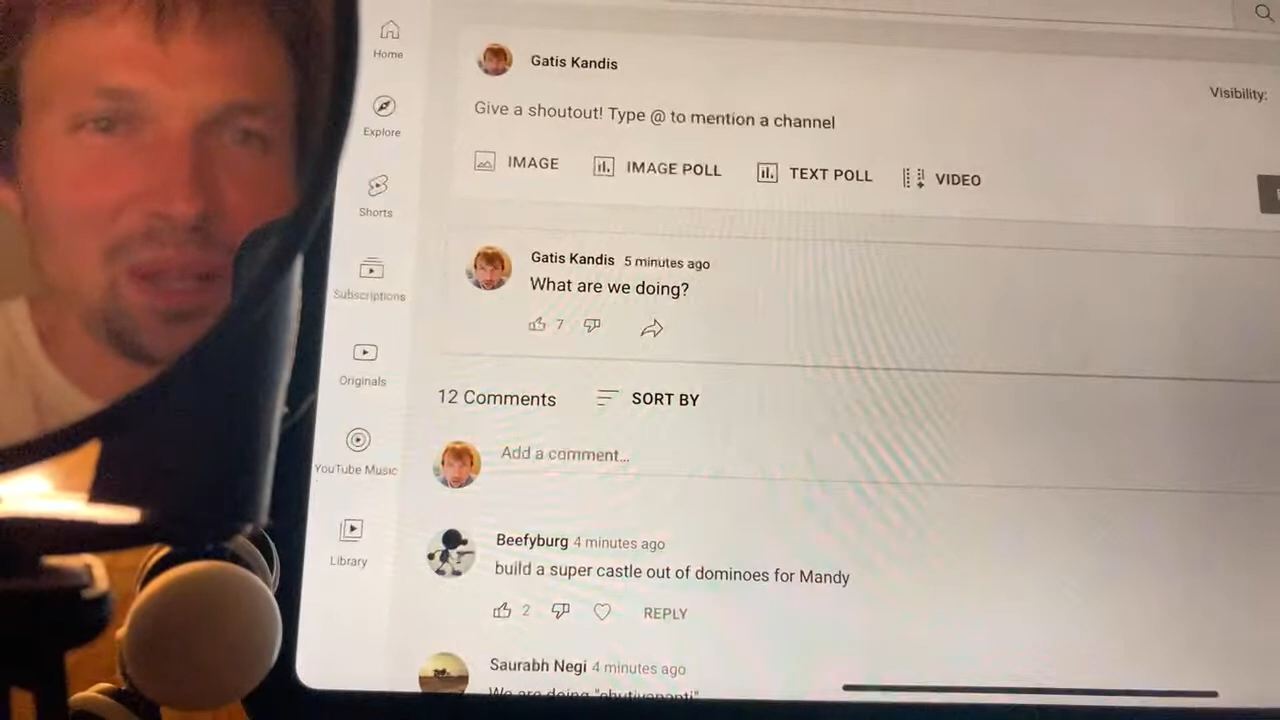 Home
Explore
Shorts
Subscriptions
Originals
YouTube Music
Library
Gatis Kandis
Visibility:
Give a shoutout! Type @ to mention a channel
IMAGE IMAGE POLL TEXT POLL VIDEO
Gatis Kandis 5 minutes ago
What are we doing?
7
12 Comments SORT BY
Add a comment...
Beefyburg 4 minutes ago
build a super castle out of dominoes for Mandy
2 REPLY
Saurabh Negi 4 minutes ago
We are doing